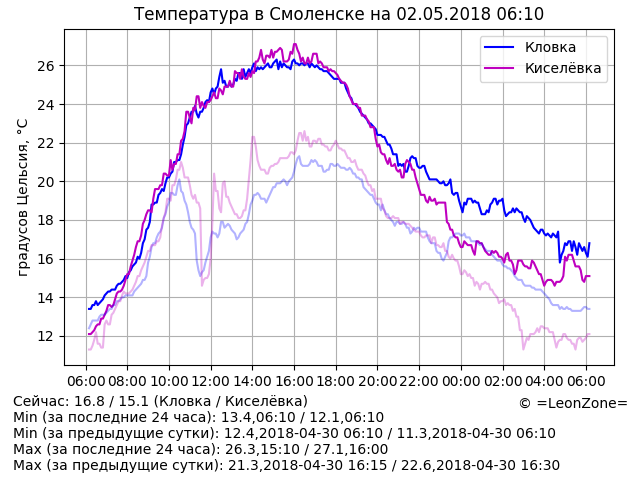 Температура в Смоленске на 02.05.2018 06:10
Кловка
Киселёвка
градусов Цельсия, °C
26
24
22
20
18
16
14
12
06:00 08:00 10:00 12:00 14:00 16:00 18:00 20:00 22:00 00:00 02:00 04:00 06:00
Сейчас: 16.8 / 15.1 (Кловка / Киселёвка)
© =LeonZone=
Min (за последние 24 часа): 13.4,06:10 / 12.1,06:10
Min (за предыдущие сутки): 12.4,2018-04-30 06:10 / 11.3,2018-04-30 06:10
Max (за последние 24 часа): 26.3,15:10 / 27.1,16:00
Max (за предыдущие сутки): 21.3,2018-04-30 16:15 / 22.6,2018-04-30 16:30